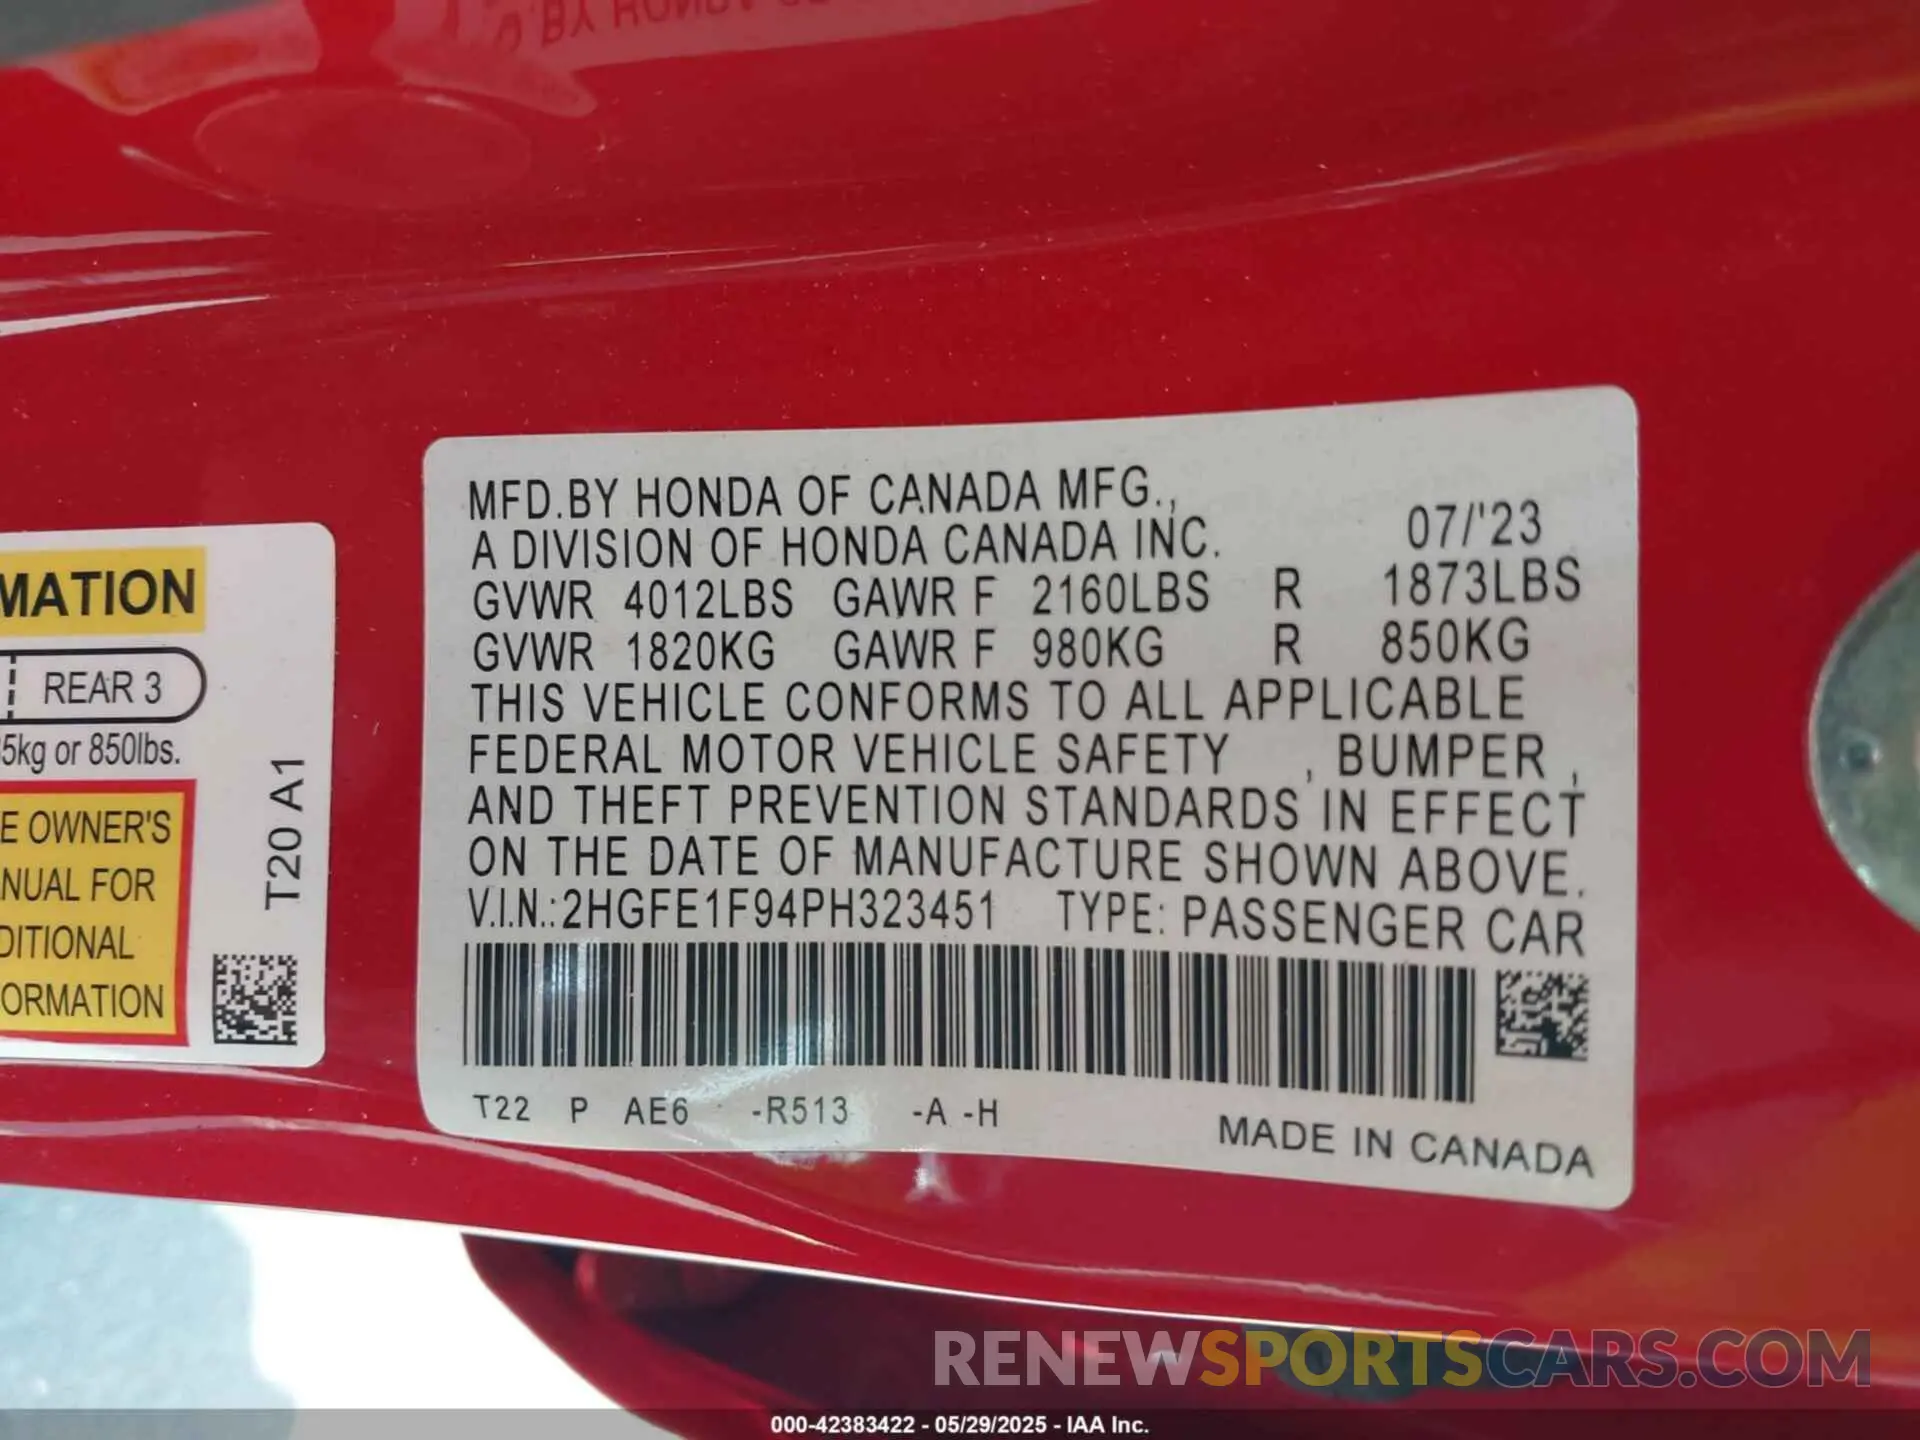 BY HONDA
MATION
REAR 3
5kg or 850lbs.
E OWNER'S
NUAL FOR
DITIONAL
ORMATION
T20 A1
MFD.BY HONDA OF CANADA MFG.,
A DIVISION OF HONDA CANADA INC. 07/'23
GVWR 4012LBS GAWR F 2160LBS R 1873LBS
GVWR 1820KG GAWR F 980KG R 850KG
THIS VEHICLE CONFORMS TO ALL APPLICABLE
FEDERAL MOTOR VEHICLE SAFETY , BUMPER ,
AND THEFT PREVENTION STANDARDS IN EFFECT
ON THE DATE OF MANUFACTURE SHOWN ABOVE.
V.I.N.:2HGFE1F94PH323451 TYPE: PASSENGER CAR
T22 P AE6 -R513 -A -H
MADE IN CANADA
RENEWSPORTSCARS.COM
000-42383422 - 05/29/2025 - IAA Inc.